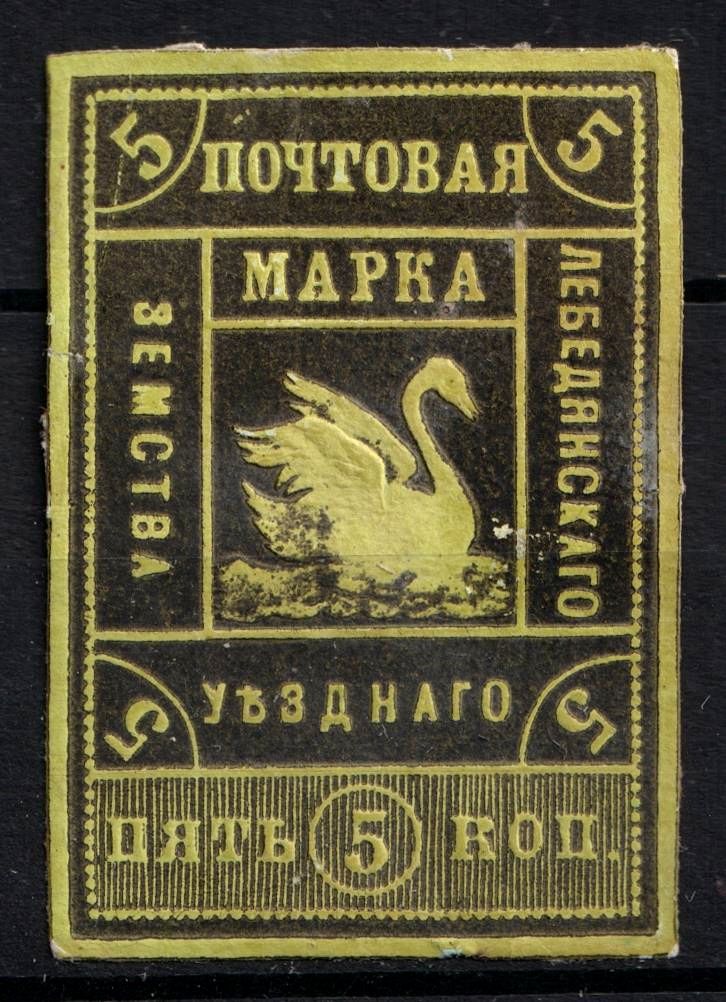 5 ПОЧТОВАЯ 5
МАРКА
ЛЕБЕДЯНСКАГО
УѢЗДНАГО
ЗЕМСТВА
5 5
ПЯТЬ 5 КОП.